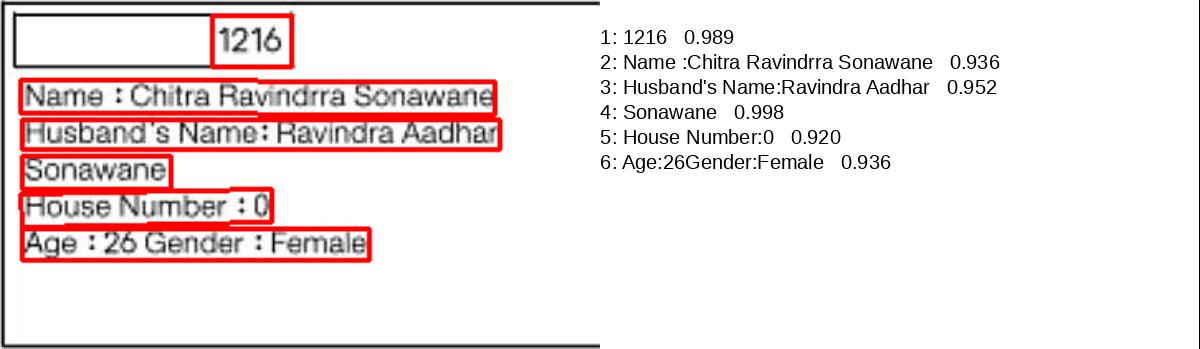 1216
Name : Chitra Ravindrra Sonawane
Husband's Name: Ravindra Aadhar
Sonawane
House Number : 0
Age : 26 Gender : Female
1: 1216 0.989
2: Name :Chitra Ravindrra Sonawane 0.936
3: Husband's Name:Ravindra Aadhar 0.952
4: Sonawane 0.998
5: House Number:0 0.920
6: Age:26Gender:Female 0.936